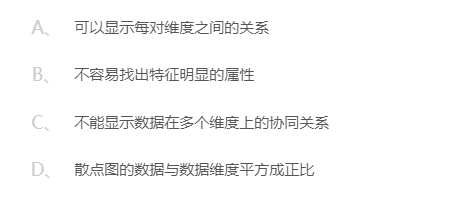 A、 可以显示每对维度之间的关系
B、 不容易找出特征明显的属性
C、 不能显示数据在多个维度上的协同关系
D、 散点图的数据与数据维度平方成正比